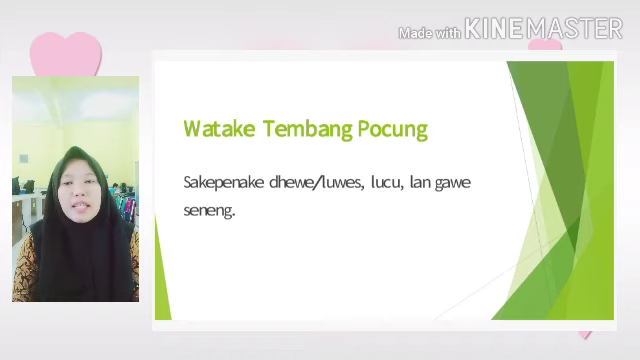 Made with KINEMASTER
Watake Tembang Pocung
Sakepenake dhewe/luwes, lucu, lan gawe
seneng.